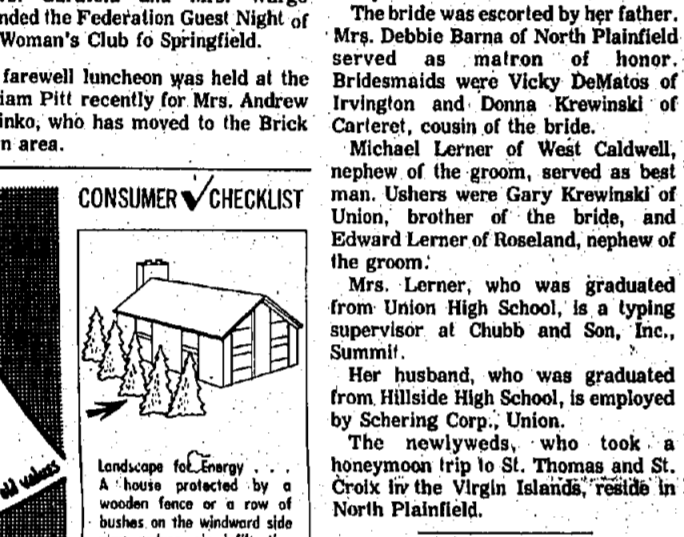 nded the Federation Guest Night of
Woman's Club fo Springfield.
farewell luncheon was held at the
iam Pitt recently for Mrs. Andrew
inko, who has moved to the Brick
n area.
CONSUMER CHECKLIST
Landscape for Energy . . .
A house protected by a
wooden fence or a row of
bushes on the windward side
old values
The bride was escorted by her father.
Mrs. Debbie Barna of North Plainfield
served as matron of honor.
Bridesmaids were Vicky DeMatos of
Irvington and Donna Krewinski of
Carteret, cousin of the bride.
Michael Lerner of West Caldwell,
nephew of the groom, served as best
man. Ushers were Gary Krewinski of
Union, brother of the bride, and
Edward Lerner of Roseland, nephew of
the groom.
Mrs. Lerner, who was graduated
from Union High School, is a typing
supervisor at Chubb and Son, Inc.,
Summit.
Her husband, who was graduated
from Hillside High School, is employed
by Schering Corp., Union.
The newlyweds, who took a
honeymoon trip to St. Thomas and St.
Croix in the Virgin Islands, reside in
North Plainfield.